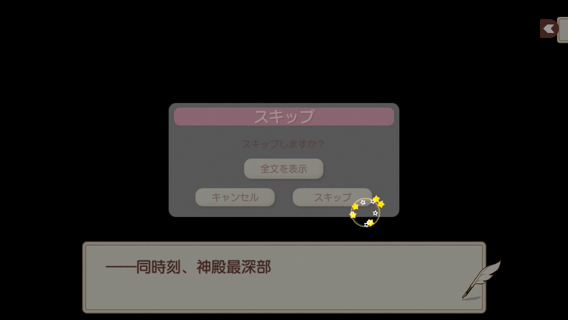 スキップ
スキップしますか？
全文を表示
キャンセル
スキップ
――同時刻、神殿最深部